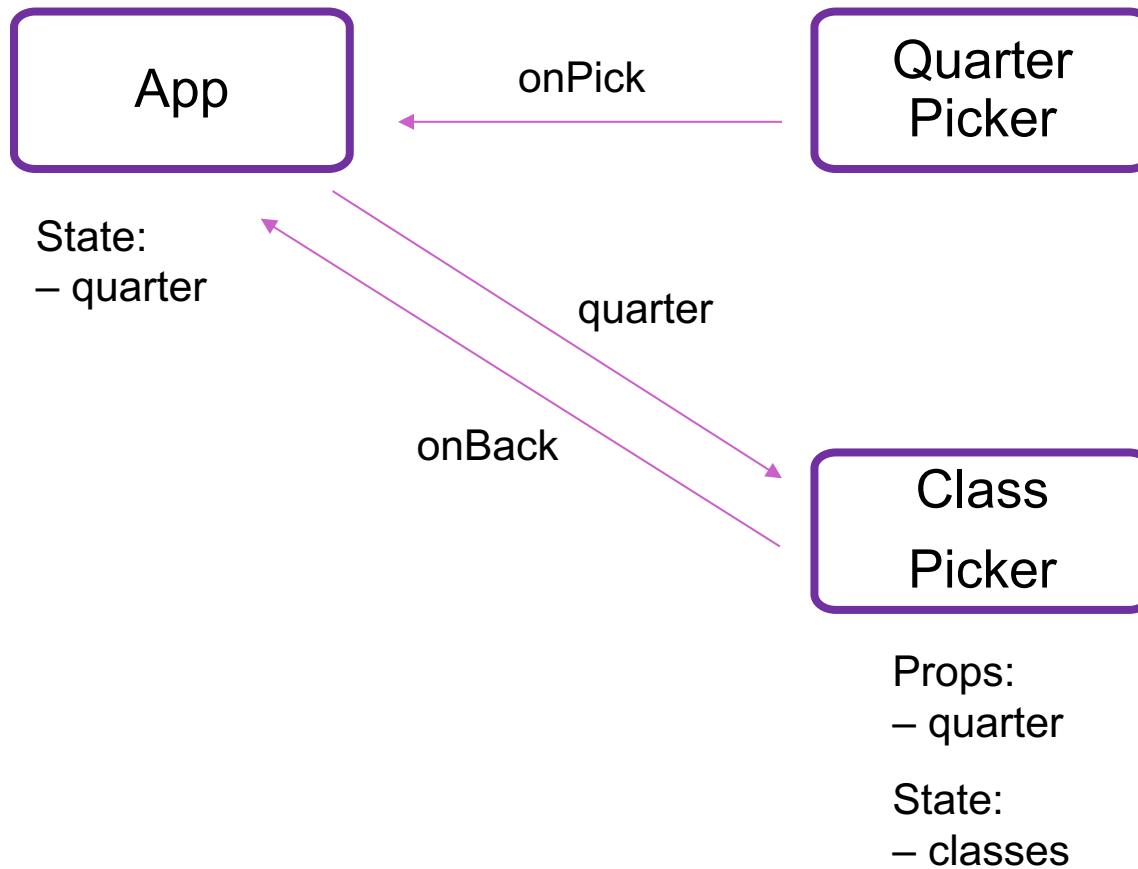 App
onPick
Quarter
Picker
State:
– quarter
quarter
onBack
Class
Picker
Props:
– quarter
State:
– classes